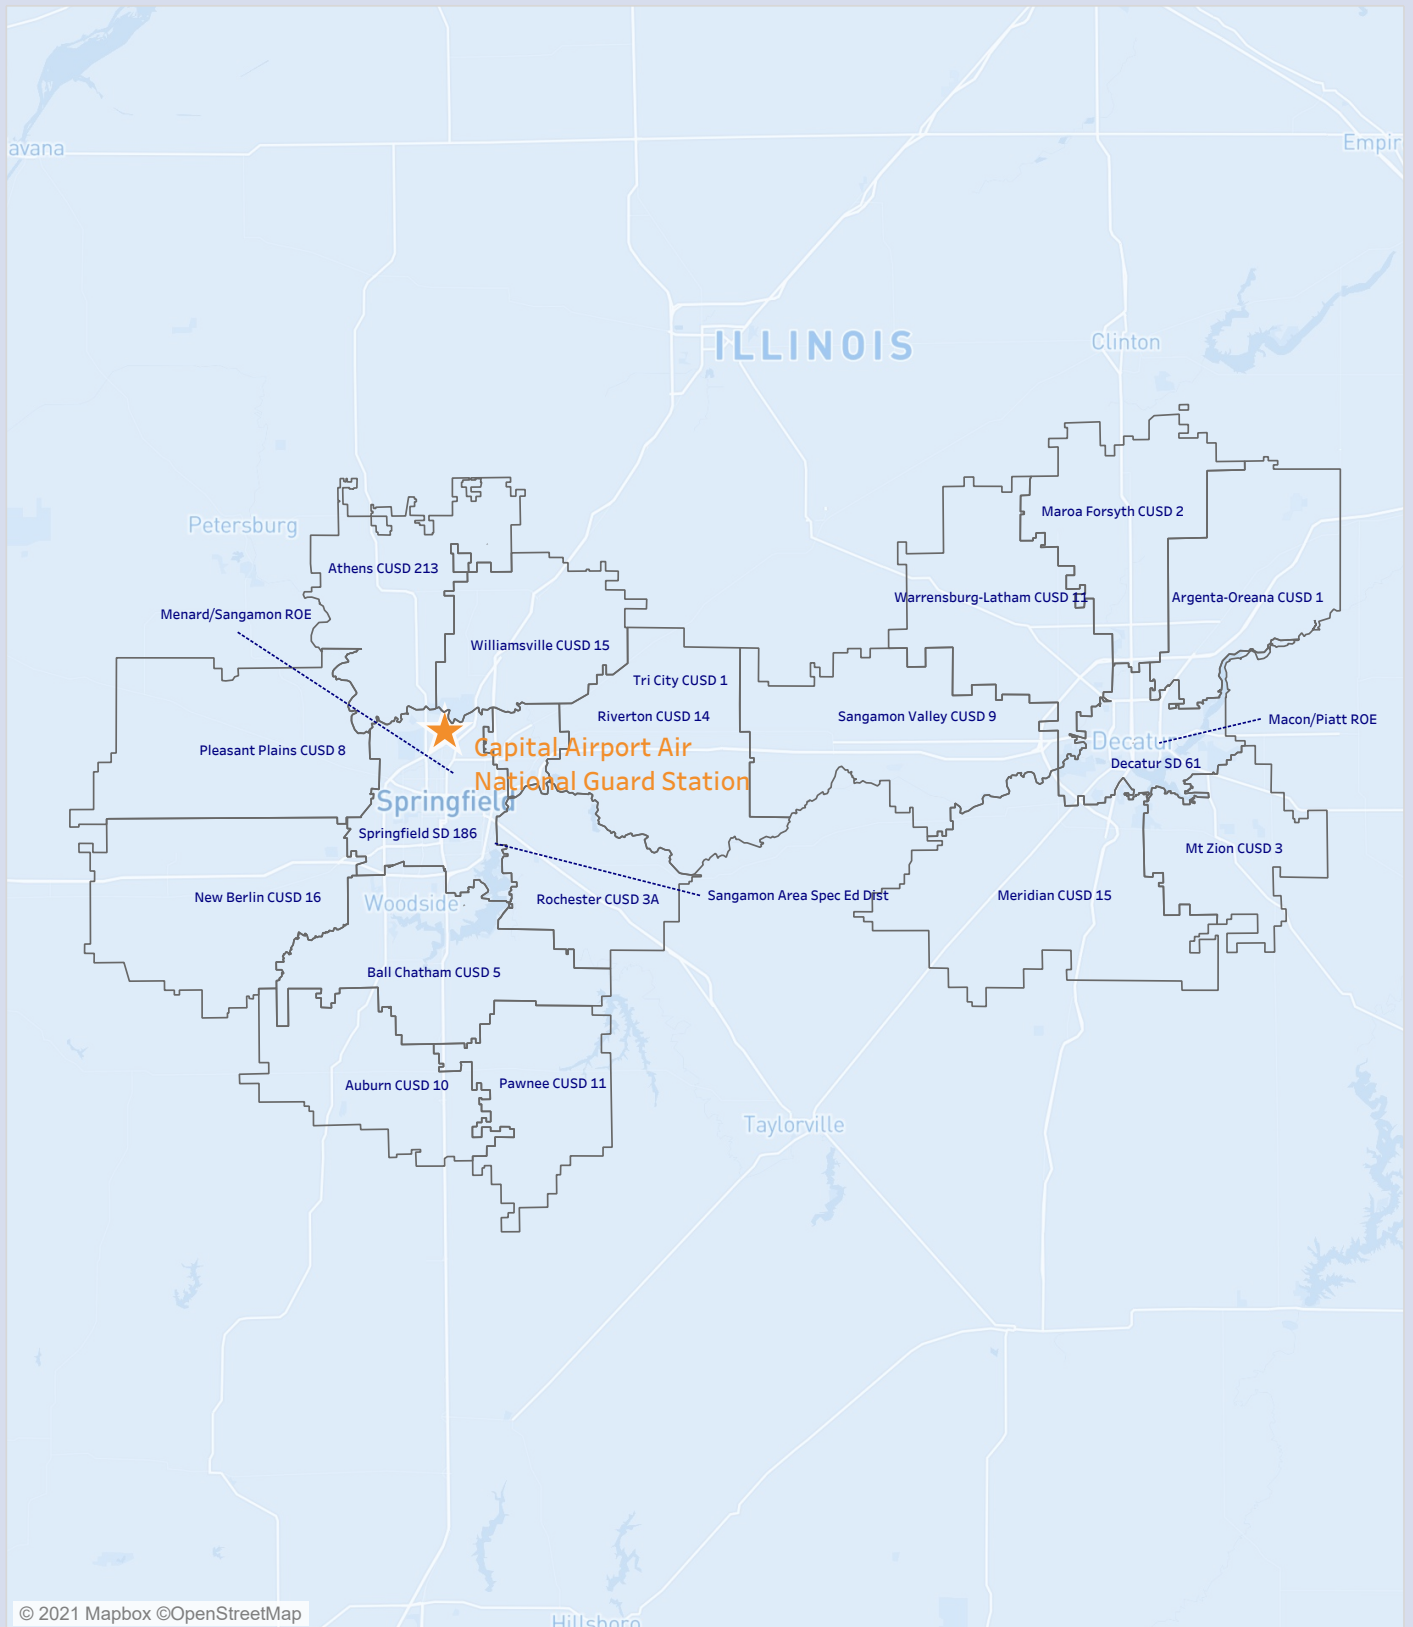 avana
Empir
ILLINOIS
Clinton
Petersburg
Maroa Forsyth CUSD 2
Athens CUSD 213
Warrensburg-Latham CUSD 11
Argenta-Oreana CUSD 1
Menard/Sangamon ROE
Williamsville CUSD 15
Tri City CUSD 1
Riverton CUSD 14
Sangamon Valley CUSD 9
Macon/Piatt ROE
Pleasant Plains CUSD 8
Capital Airport Air
National Guard Station
Decatur
Decatur SD 61
Springfield
Springfield SD 186
Mt Zion CUSD 3
New Berlin CUSD 16
Woodside
Rochester CUSD 3A
Sangamon Area Spec Ed Dist
Meridian CUSD 15
Ball Chatham CUSD 5
Auburn CUSD 10
Pawnee CUSD 11
Taylorville
© 2021 Mapbox ©OpenStreetMap
Hillsboro